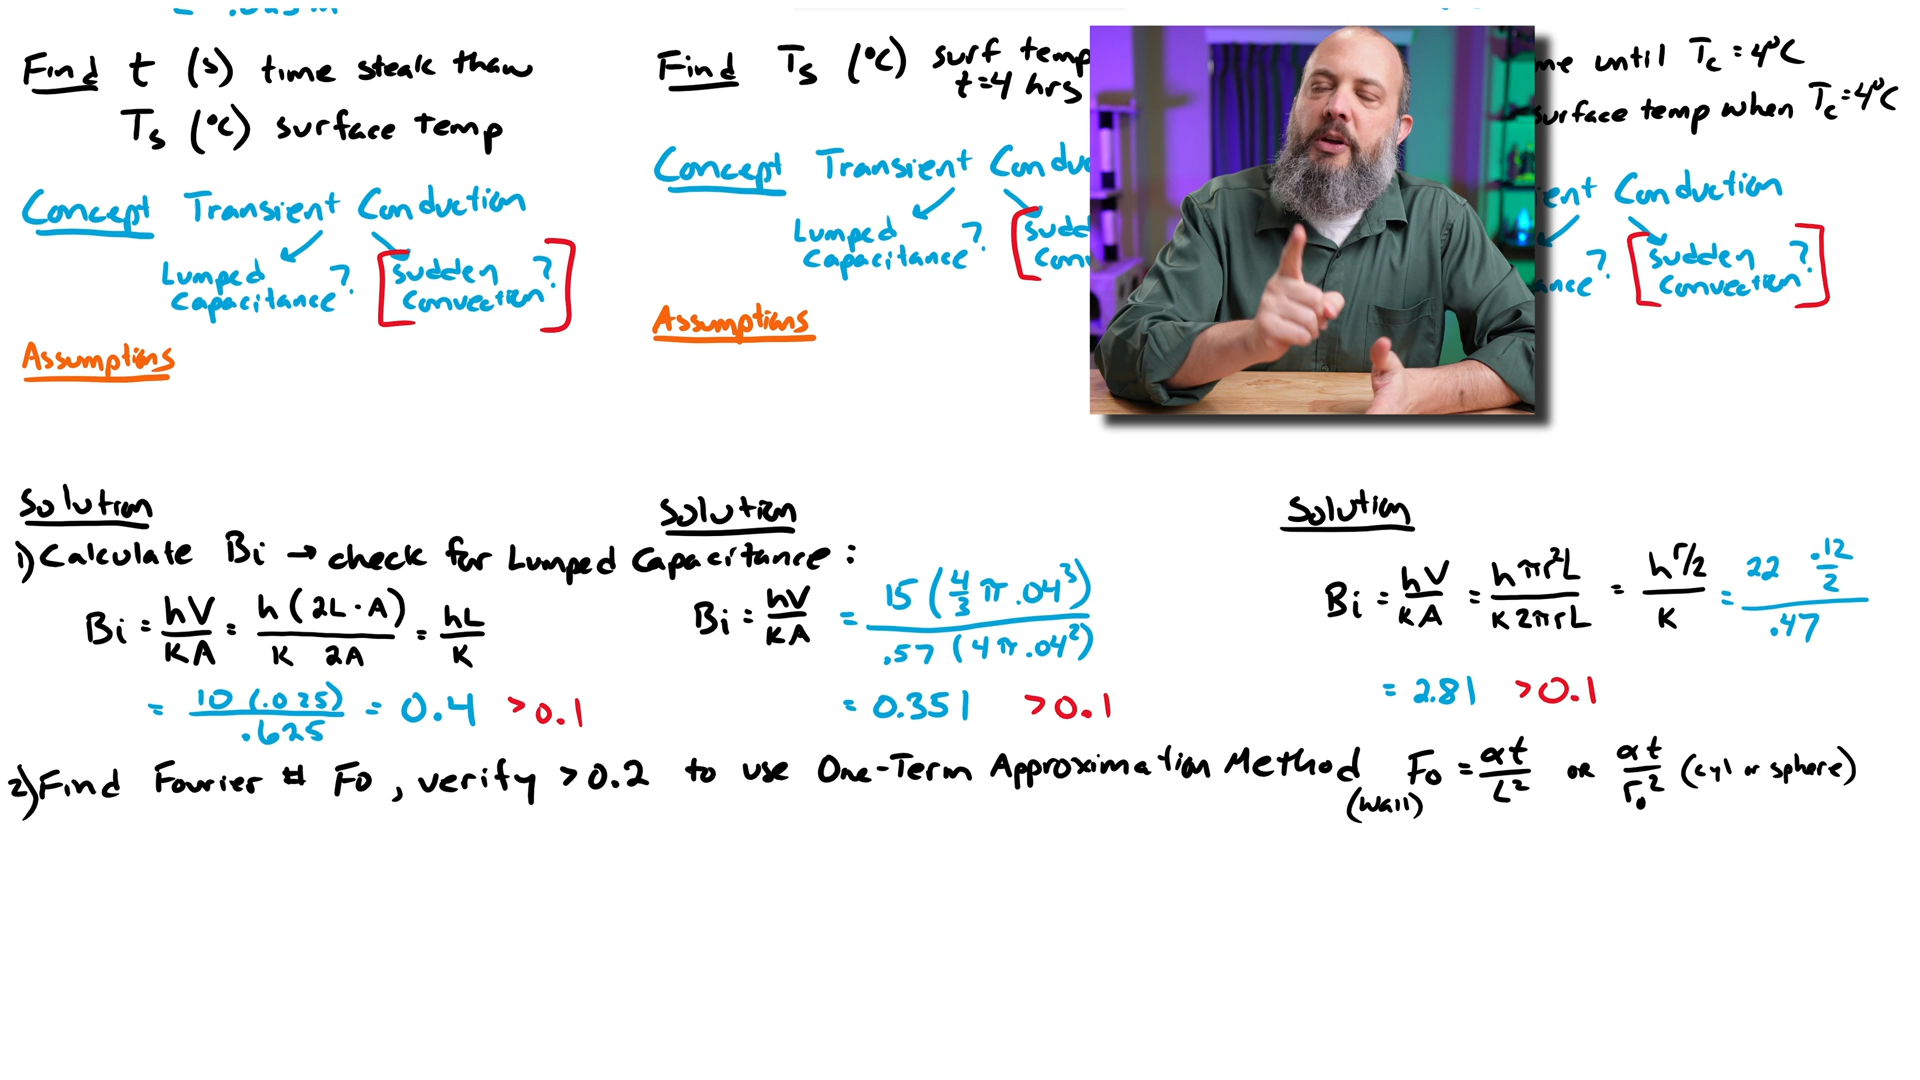 Find t (s) time steak thaw
Ts (°C) surface temp
Concept Transient Conduction
Lumped Capacitance?
[Sudden Convection?]
Assumptions
Find Ts (°C) surf temp
t=4 hrs
Concept Transient
Lumped Capacitance?
Assumptions
until Tc = 4°C
surface temp when Tc = 4°C
Conduction
[Sudden Convection?]
Solution
Solution
Solution
1) Calculate Bi → check for Lumped Capacitance:
Bi = hV/KA = h(2L·A)/K 2A = hL/K
= 10(.025)/.625 = 0.4 >0.1
Bi = hV/KA = 15(4/3 π .04³)/.57(4π .04²)
= 0.351 >0.1
Bi = hV/KA = hπr²L/K2πrL = h r/2/K = 22 .12/2/.47
= 2.81 >0.1
2) Find Fourier # Fo, verify >0.2 to use One-Term Approximation Method Fo = αt/L² or αt/r₀² (cyl or sphere)
(wall)